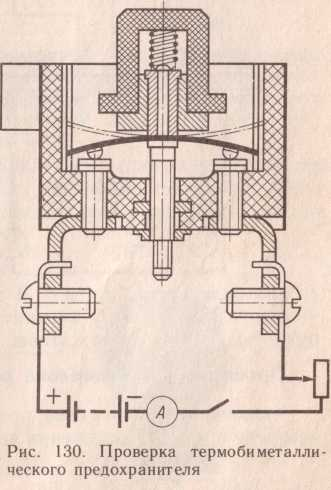 + −
A
Рис. 130. Проверка термобиметалли-
ческого предохранителя